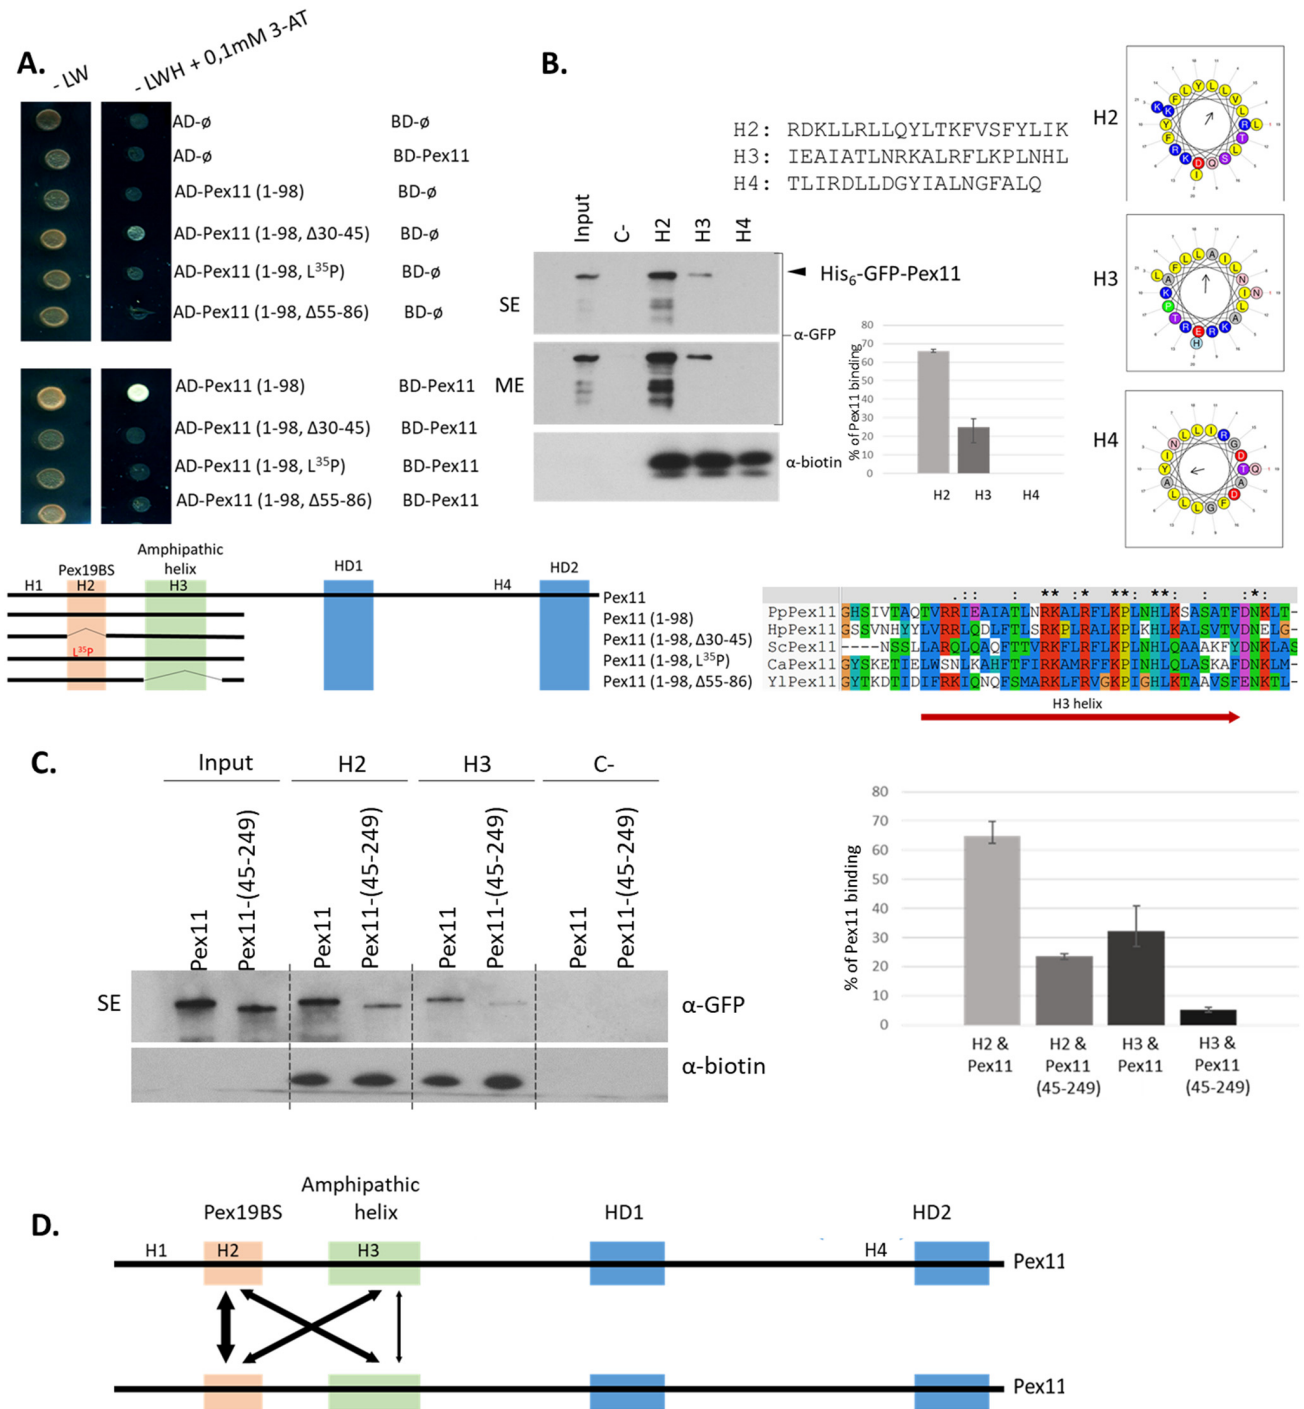 A.
- LW
- LWH + 0,1mM 3-AT
AD-ø BD-ø
AD-ø BD-Pex11
AD-Pex11 (1-98) BD-ø
AD-Pex11 (1-98, Δ30-45) BD-ø
AD-Pex11 (1-98, L³⁵P) BD-ø
AD-Pex11 (1-98, Δ55-86) BD-ø
AD-Pex11 (1-98) BD-Pex11
AD-Pex11 (1-98, Δ30-45) BD-Pex11
AD-Pex11 (1-98, L³⁵P) BD-Pex11
AD-Pex11 (1-98, Δ55-86) BD-Pex11
Pex19BS
Amphipathic
helix
HD1
HD2
H1 H2 H3 H4
Pex11
Pex11 (1-98)
Pex11 (1-98, Δ30-45)
L³⁵P
Pex11 (1-98, L³⁵P)
Pex11 (1-98, Δ55-86)
B.
H2: RDKLLRLLQYLTKFVSFYLIK
H3: IEAIATLNRKALRFLKPLNHL
H4: TLIRDLLDGYIALNGFALQ
Input
C-
H2
H3
H4
His₆-GFP-Pex11
SE
ME
α-GFP
α-biotin
% of Pex11 binding
80
70
60
50
40
30
20
10
0
H2 H3 H4
H2
H3
H4
PpPex11 GHSIVTAQTVRRIEAIATLNRKALRFLKPLNHLKSASATFDNKLT-
HpPex11 GSSVNHYYLVRRLQDLFTLSRKPLRALKPLHKALSVTVDNELG-
ScPex11 ----NSSLLARQLQAQFTTVRKFLRFLKPLNHLQAAAKFYDNKLAS
CaPex11 GYSKETIELWSNLKAHFTFIRKAMRFFKPINHLQLASKAFDNKLM-
YlPex11 GYTKDTIDIFRKIQNQFSMARKLFRVGKPIGHLKTAAVSFENKTL-
H3 helix
C.
Input H2 H3 C-
Pex11
Pex11-(45-249)
Pex11
Pex11-(45-249)
Pex11
Pex11-(45-249)
Pex11
Pex11-(45-249)
SE
α-GFP
α-biotin
% of Pex11 binding
80
70
60
50
40
30
20
10
0
H2 & H2 & H3 & H3 &
Pex11 Pex11 Pex11 Pex11
(45-249) (45-249)
D.
Pex19BS
Amphipathic
helix
HD1
HD2
H1 H2 H3 H4
Pex11
Pex11